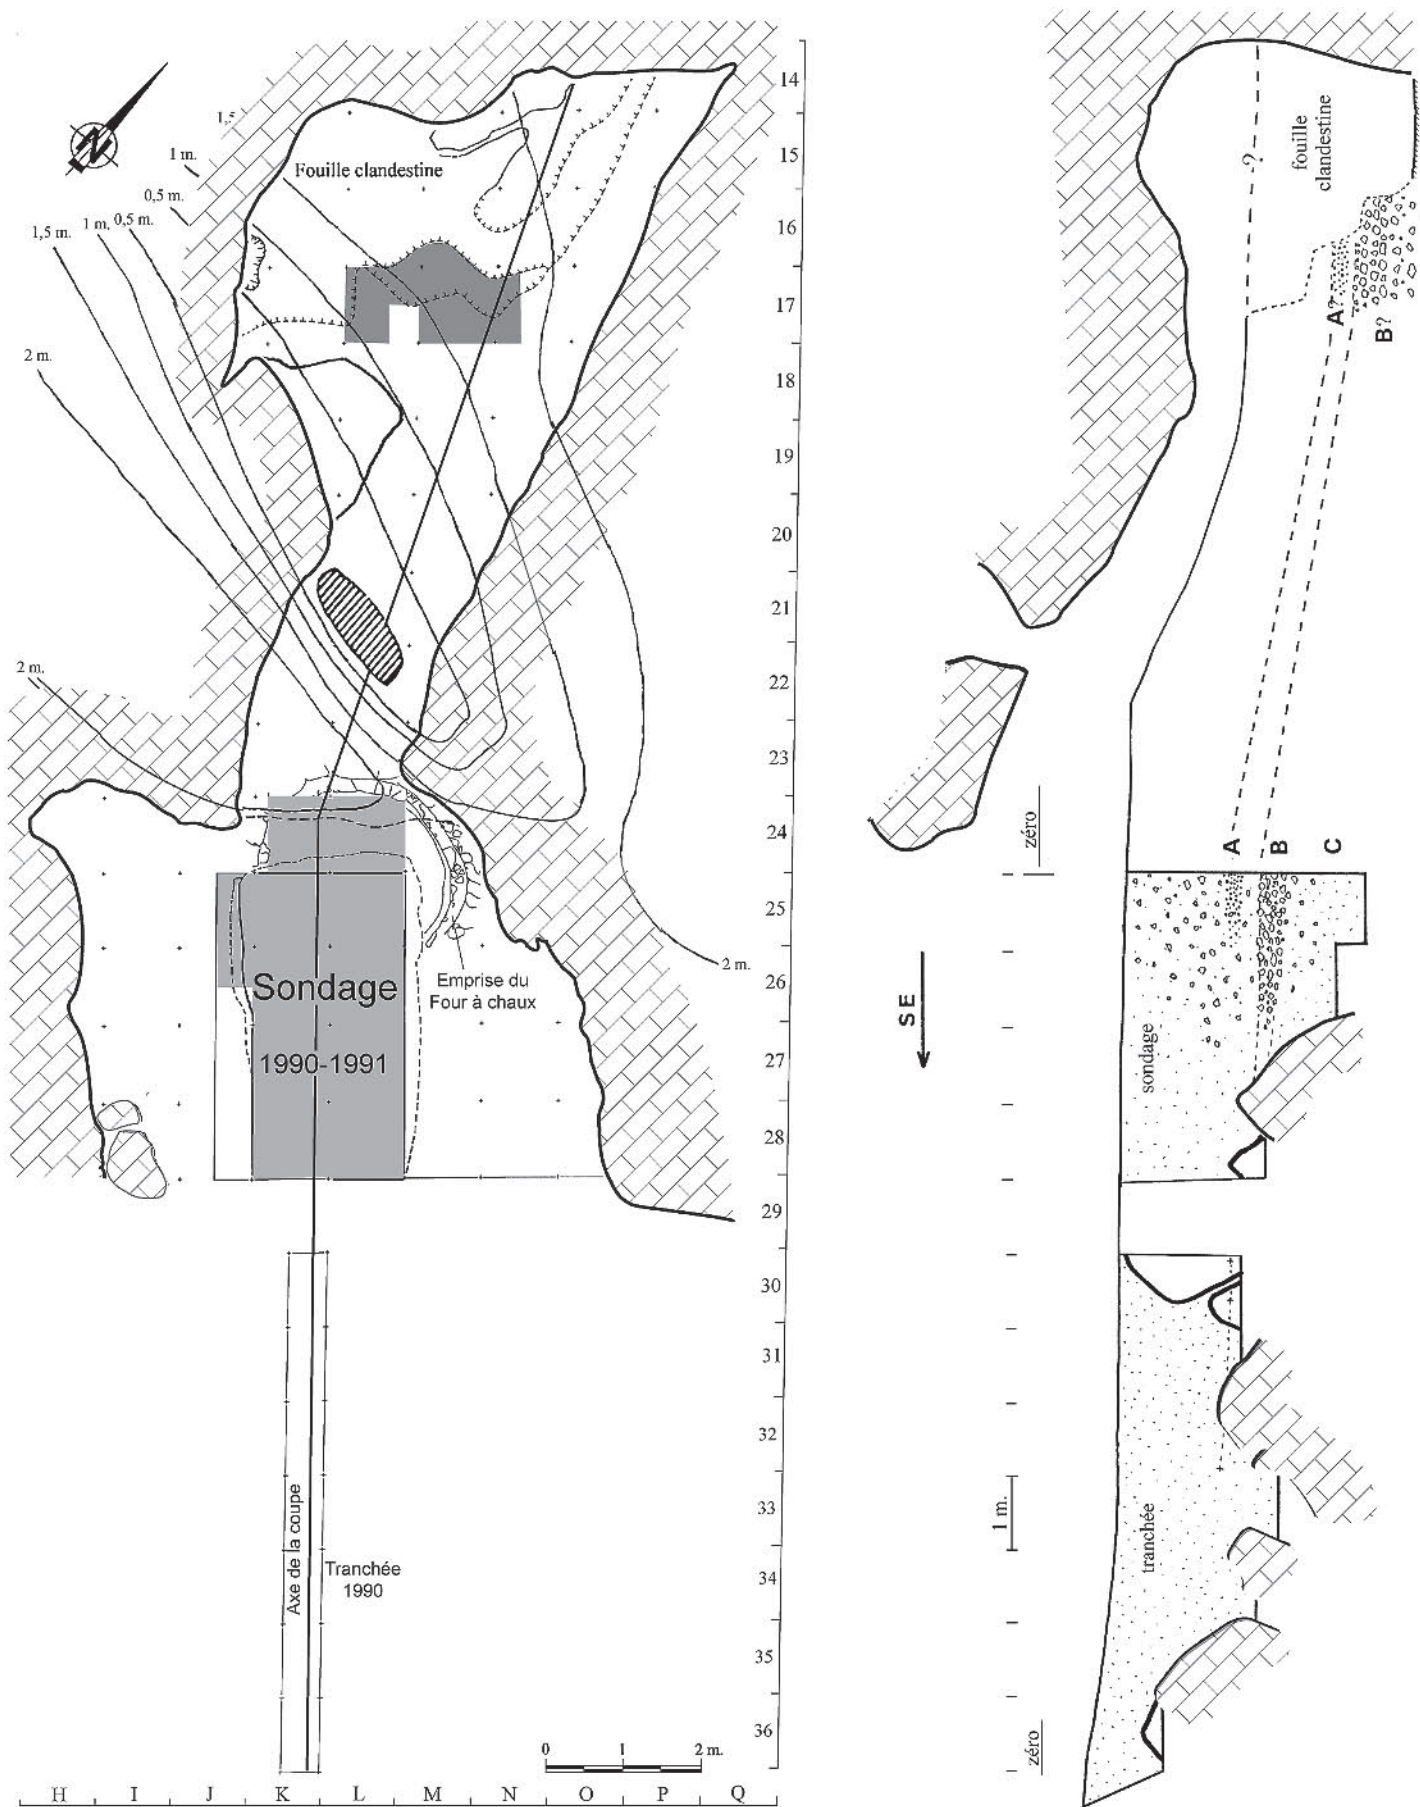 N
1,5
1 m.
0,5 m.
1,5 m.
1 m.
0,5 m.
2 m.
2 m.
Fouille clandestine
Sondage
1990-1991
Emprise du
Four à chaux
2 m.
Axe de la coupe
Tranchée
1990
0 1 2 m.
H I J K L M N O P Q
14
15
16
17
18
19
20
21
22
23
24
25
26
27
28
29
30
31
32
33
34
35
36
?
fouille
clandestine
A?
B?
zéro
A B C
SE
sondage
1 m.
tranchée
zéro